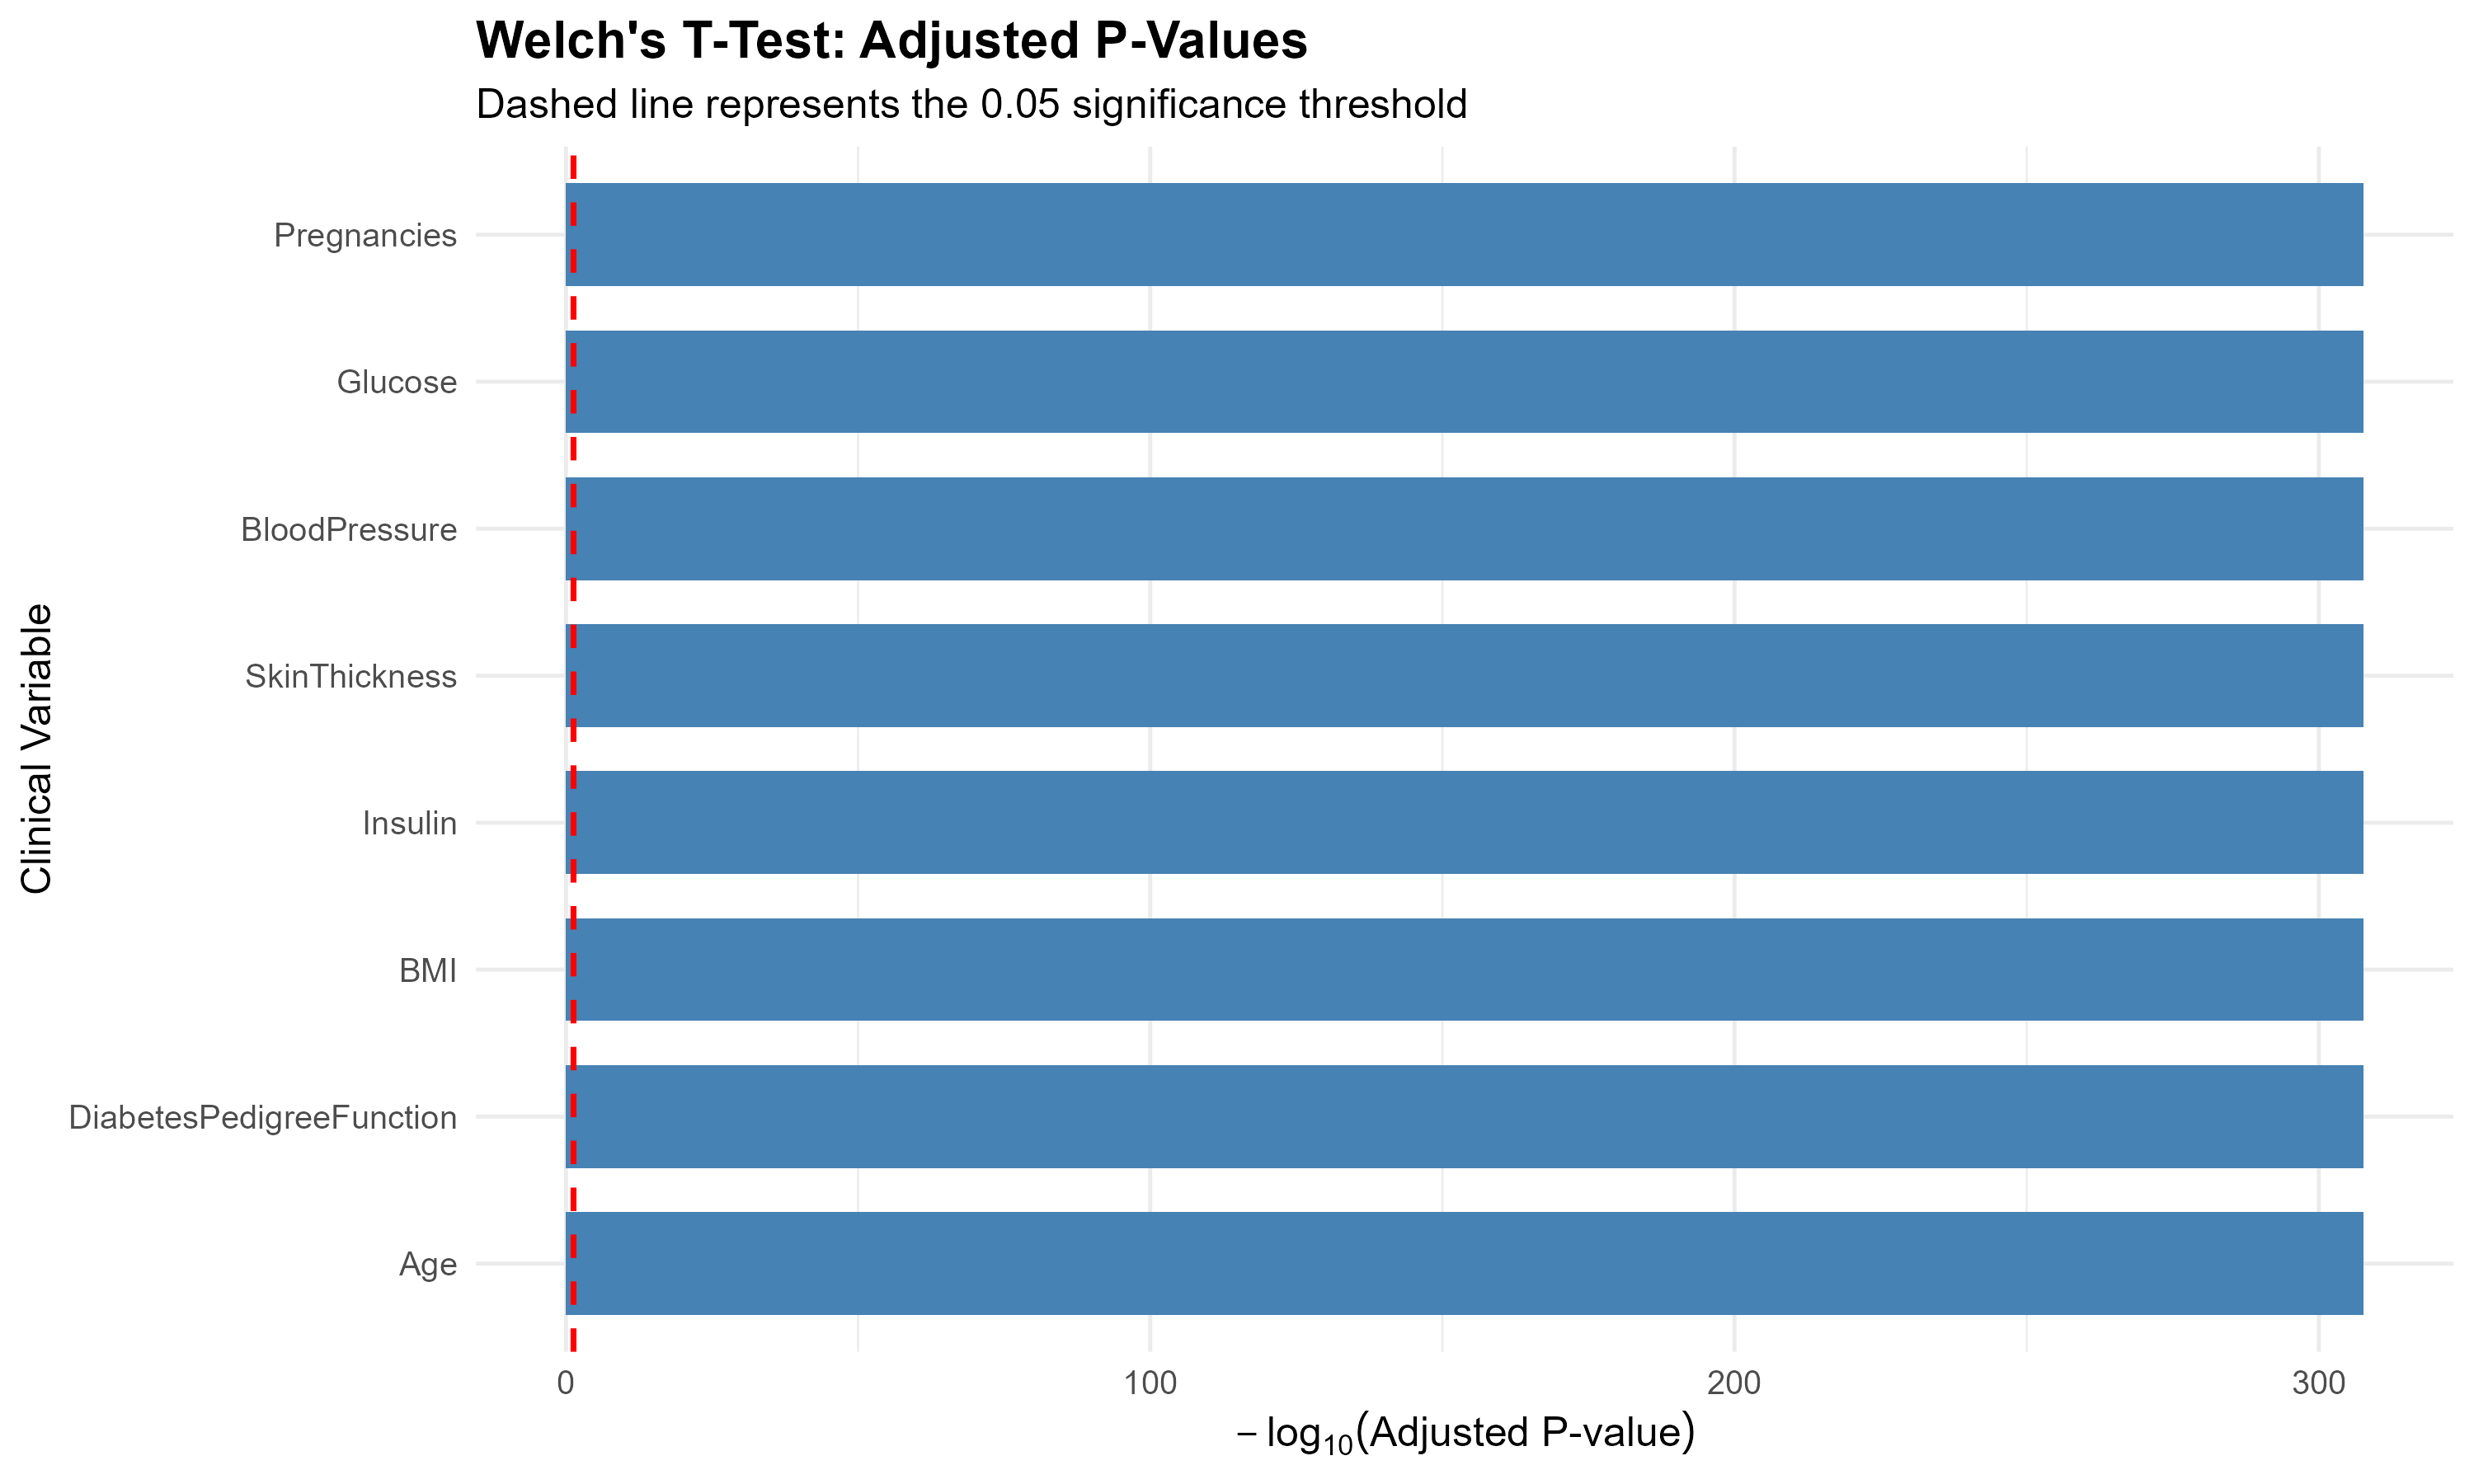 Welch's T-Test: Adjusted P-Values
Dashed line represents the 0.05 significance threshold
Clinical Variable
Pregnancies
Glucose
BloodPressure
SkinThickness
Insulin
BMI
DiabetesPedigreeFunction
Age
0 100 200 300
− log₁₀(Adjusted P-value)